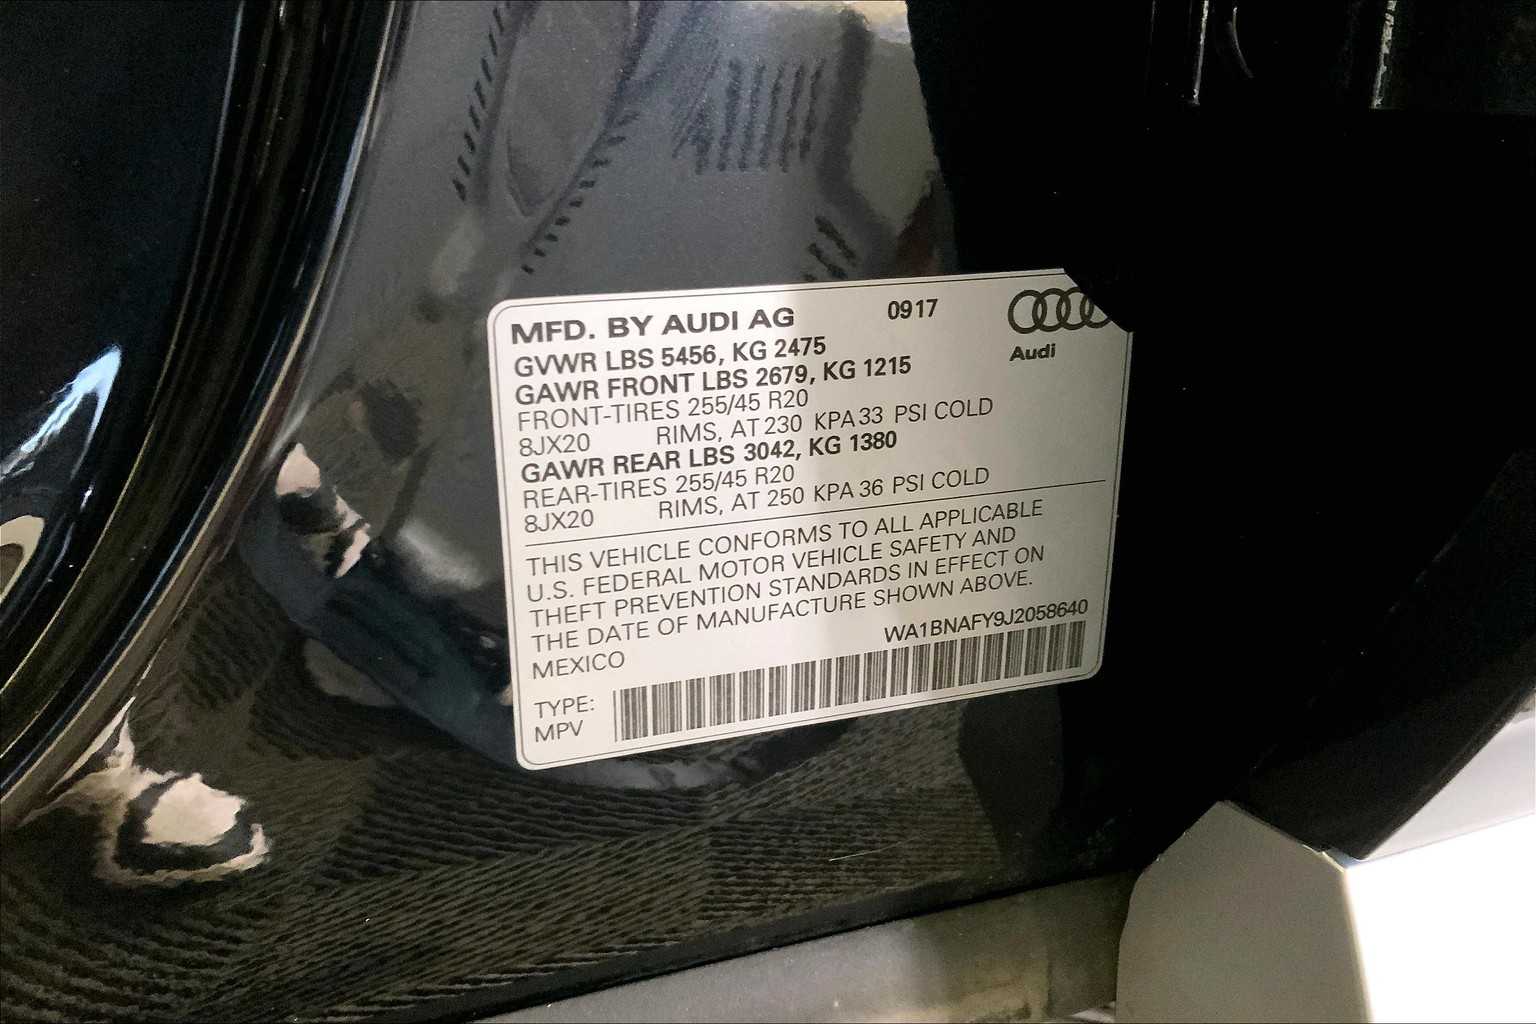 MFD. BY AUDI AG 0917
Audi
GVWR LBS 5456, KG 2475
GAWR FRONT LBS 2679, KG 1215
FRONT-TIRES 255/45 R20
8JX20 RIMS, AT 230 KPA 33 PSI COLD
GAWR REAR LBS 3042, KG 1380
REAR-TIRES 255/45 R20
8JX20 RIMS, AT 250 KPA 36 PSI COLD
THIS VEHICLE CONFORMS TO ALL APPLICABLE
U.S. FEDERAL MOTOR VEHICLE SAFETY AND
THEFT PREVENTION STANDARDS IN EFFECT ON
THE DATE OF MANUFACTURE SHOWN ABOVE.
MEXICO WA1BNAFY9J2058640
TYPE:
MPV